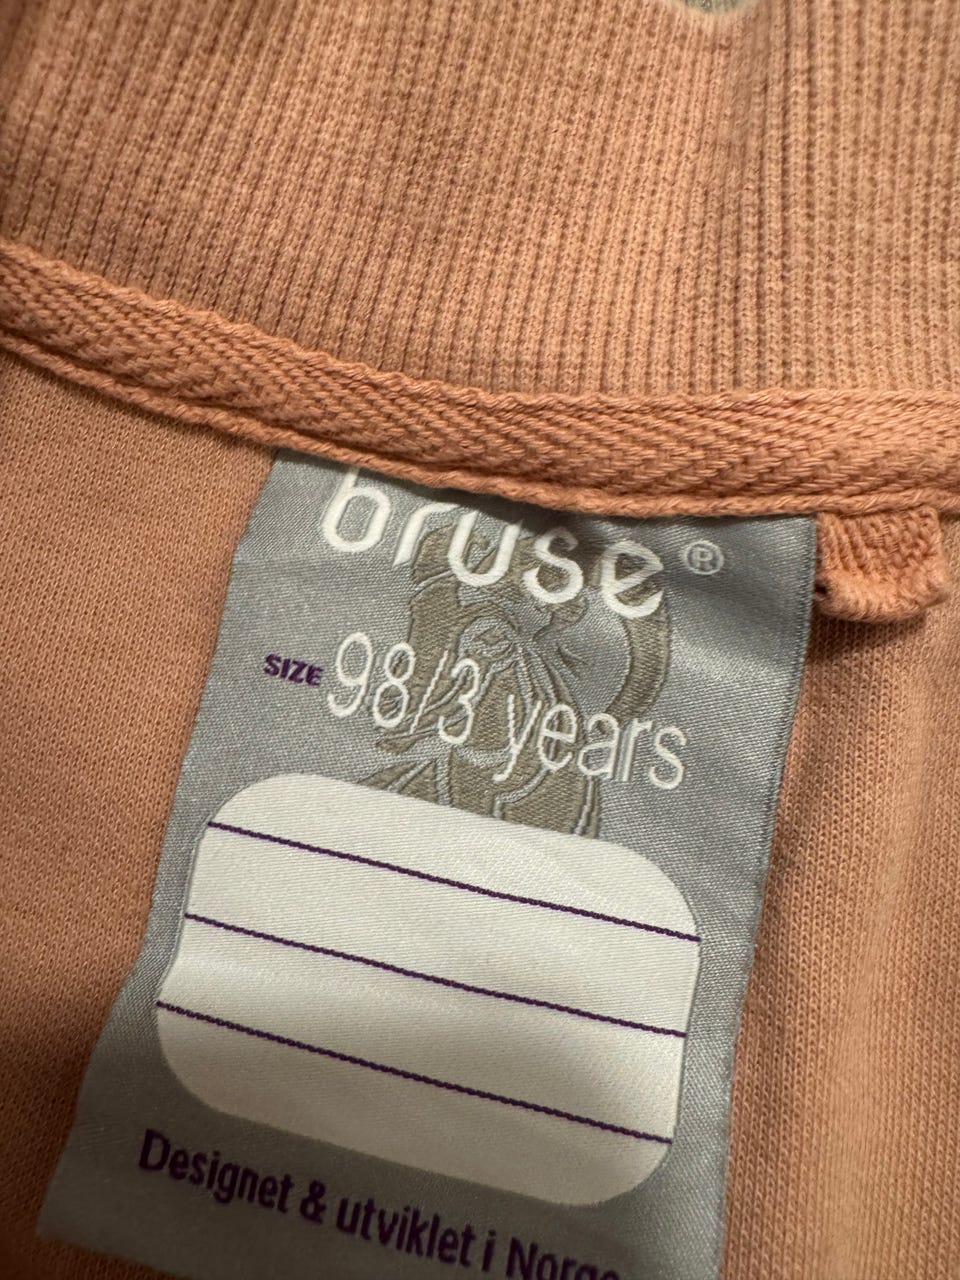 bruse®
SIZE 98/3 years
Designet & utviklet i Norge